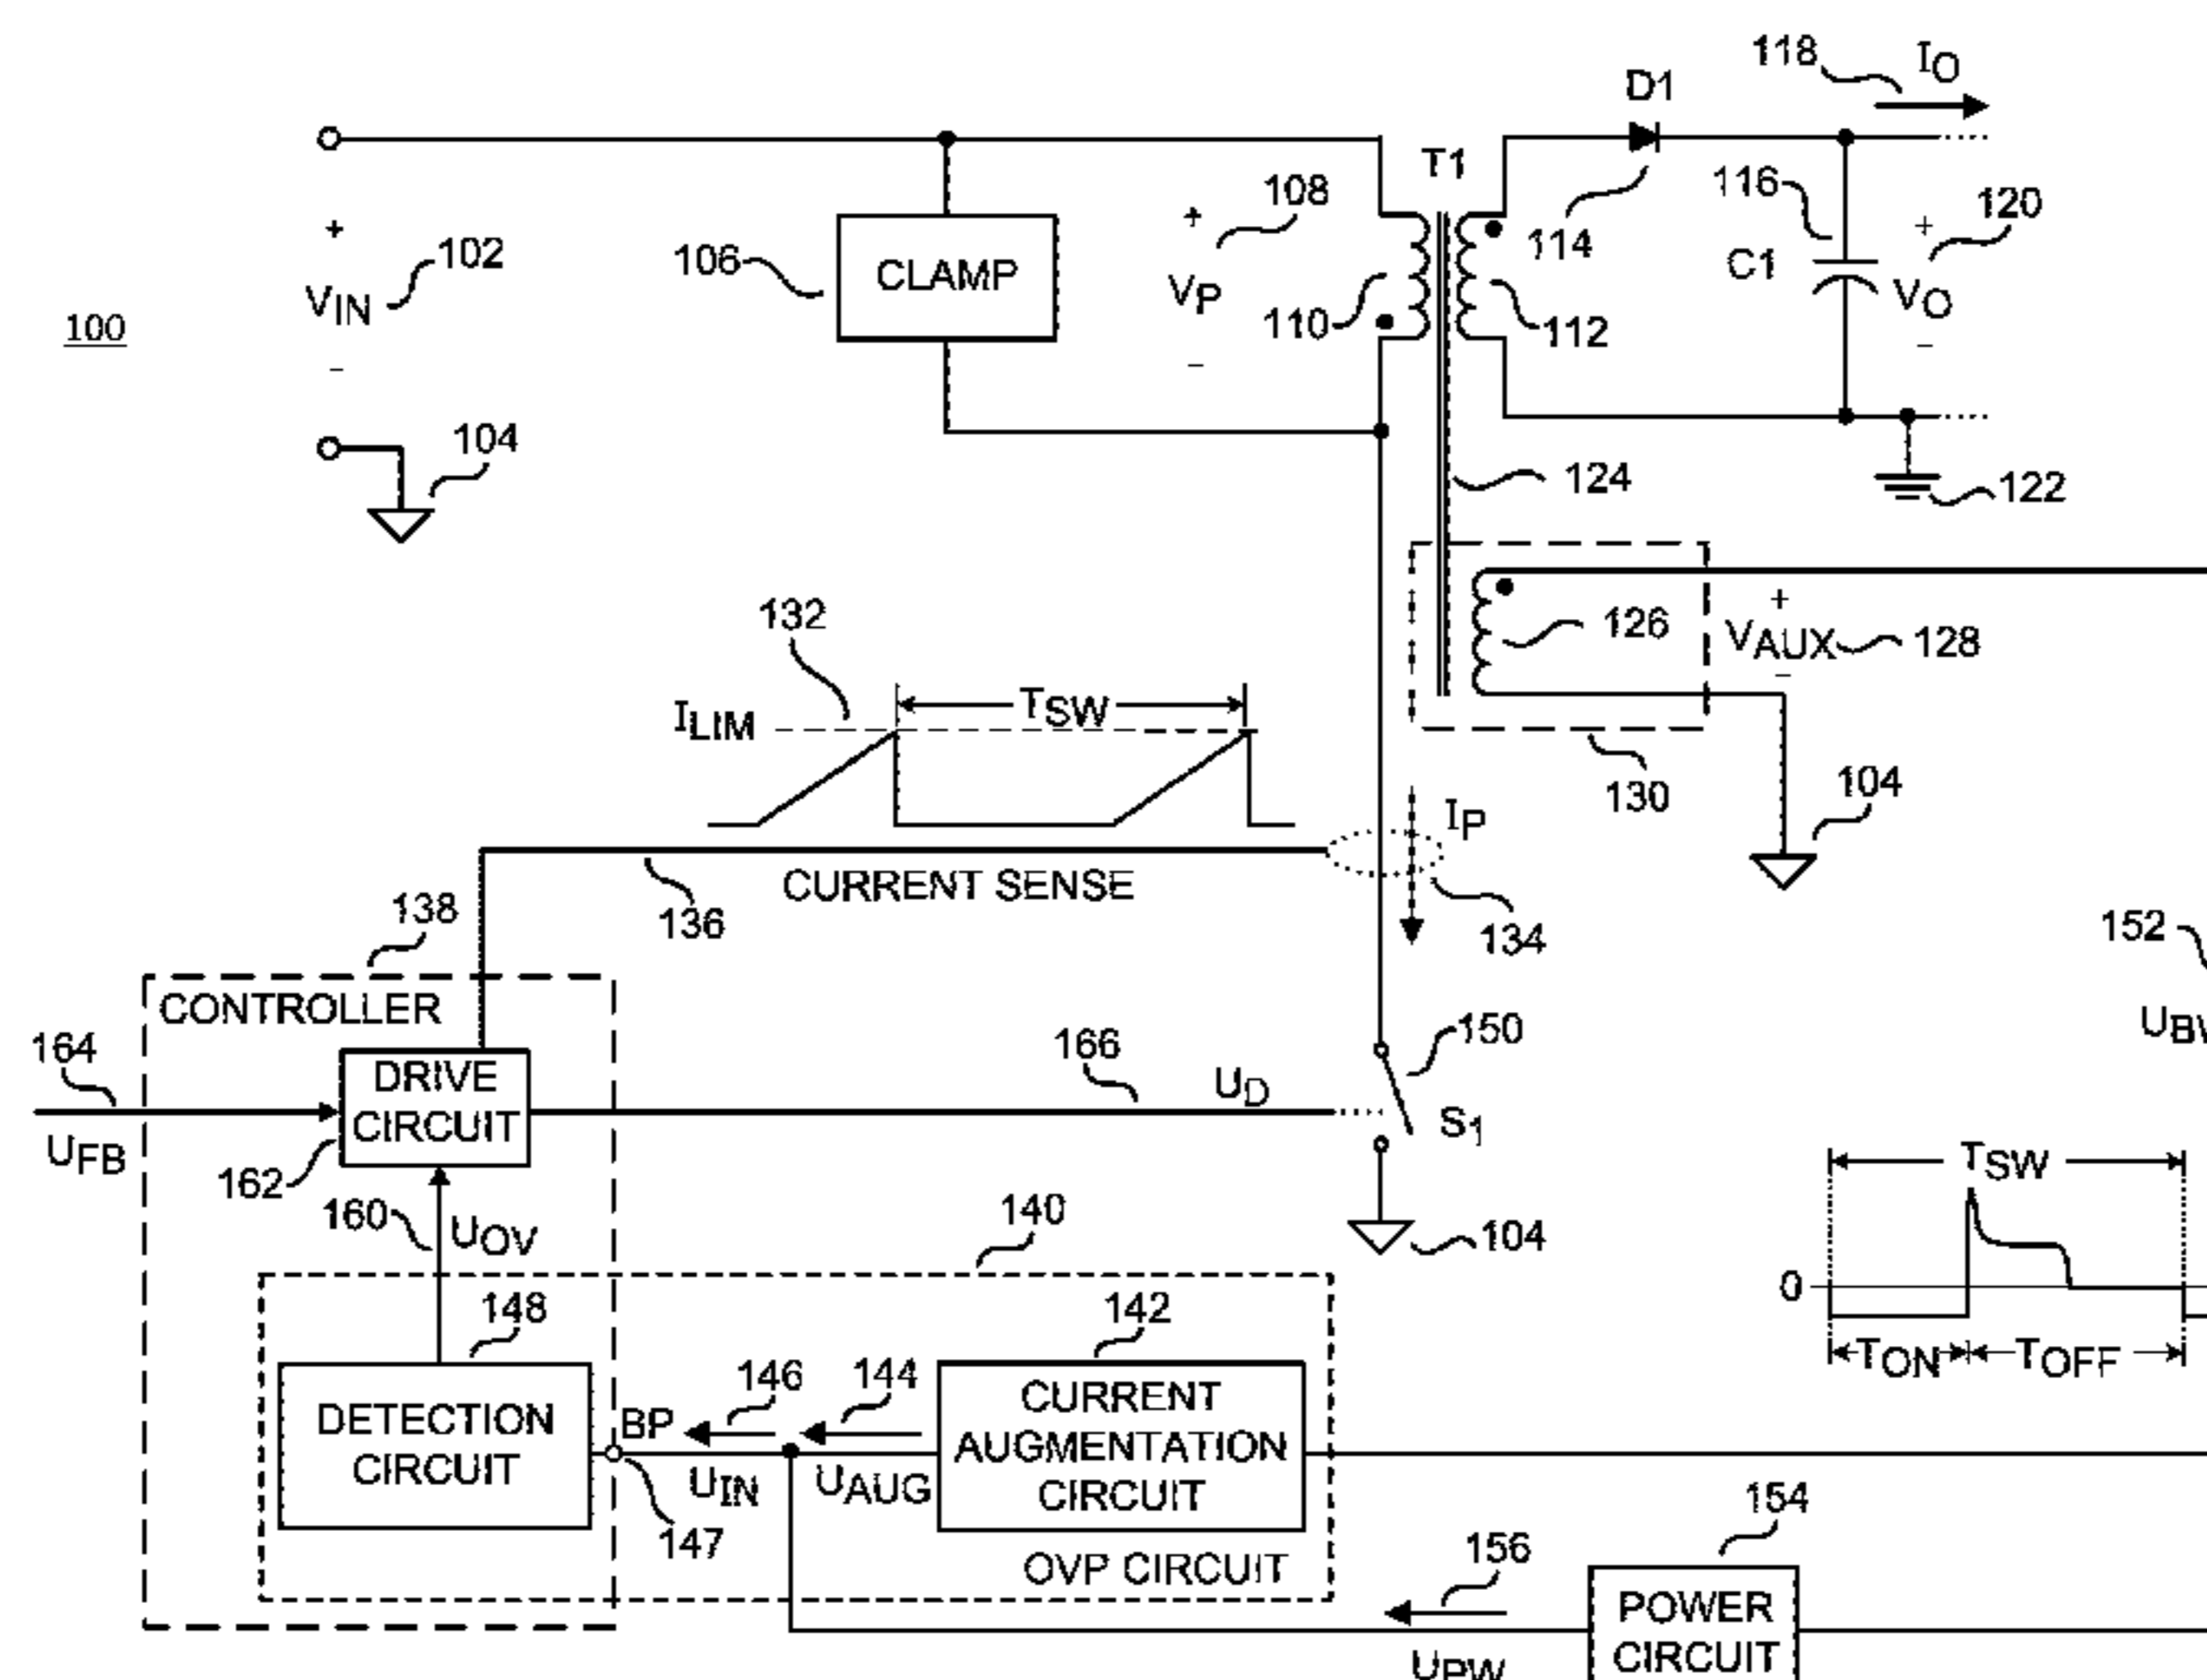 118
IO
D1
T1
116
120
108
+
+
+
114
102
106
CLAMP
C1
VIN
VP
VO
110
112
100
-
-
-
104
124
122
132
126
+
VAUX
128
-
ILIM
TSW
130
104
IP
CURRENT SENSE
138
136
134
152
CONTROLLER
150
164
166
DRIVE
CIRCUIT
UD
S1
UFB
162
TSW
160
UOV
140
104
0
148
142
TON
TOFF
146
144
DETECTION
CIRCUIT
BP
CURRENT
AUGMENTATION
CIRCUIT
UIN
UAUG
147
154
OVP CIRCUIT
156
POWER
CIRCUIT
UPW